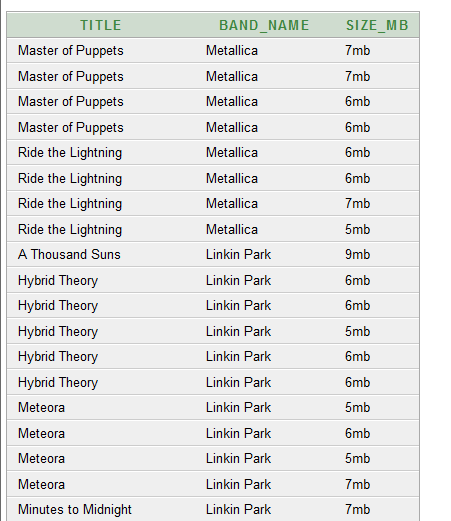 TITLE BAND_NAME SIZE_MB
Master of Puppets Metallica 7mb
Master of Puppets Metallica 7mb
Master of Puppets Metallica 6mb
Master of Puppets Metallica 6mb
Ride the Lightning Metallica 6mb
Ride the Lightning Metallica 6mb
Ride the Lightning Metallica 7mb
Ride the Lightning Metallica 5mb
A Thousand Suns Linkin Park 9mb
Hybrid Theory Linkin Park 6mb
Hybrid Theory Linkin Park 6mb
Hybrid Theory Linkin Park 5mb
Hybrid Theory Linkin Park 6mb
Hybrid Theory Linkin Park 6mb
Meteora Linkin Park 5mb
Meteora Linkin Park 6mb
Meteora Linkin Park 5mb
Meteora Linkin Park 7mb
Minutes to Midnight Linkin Park 7mb